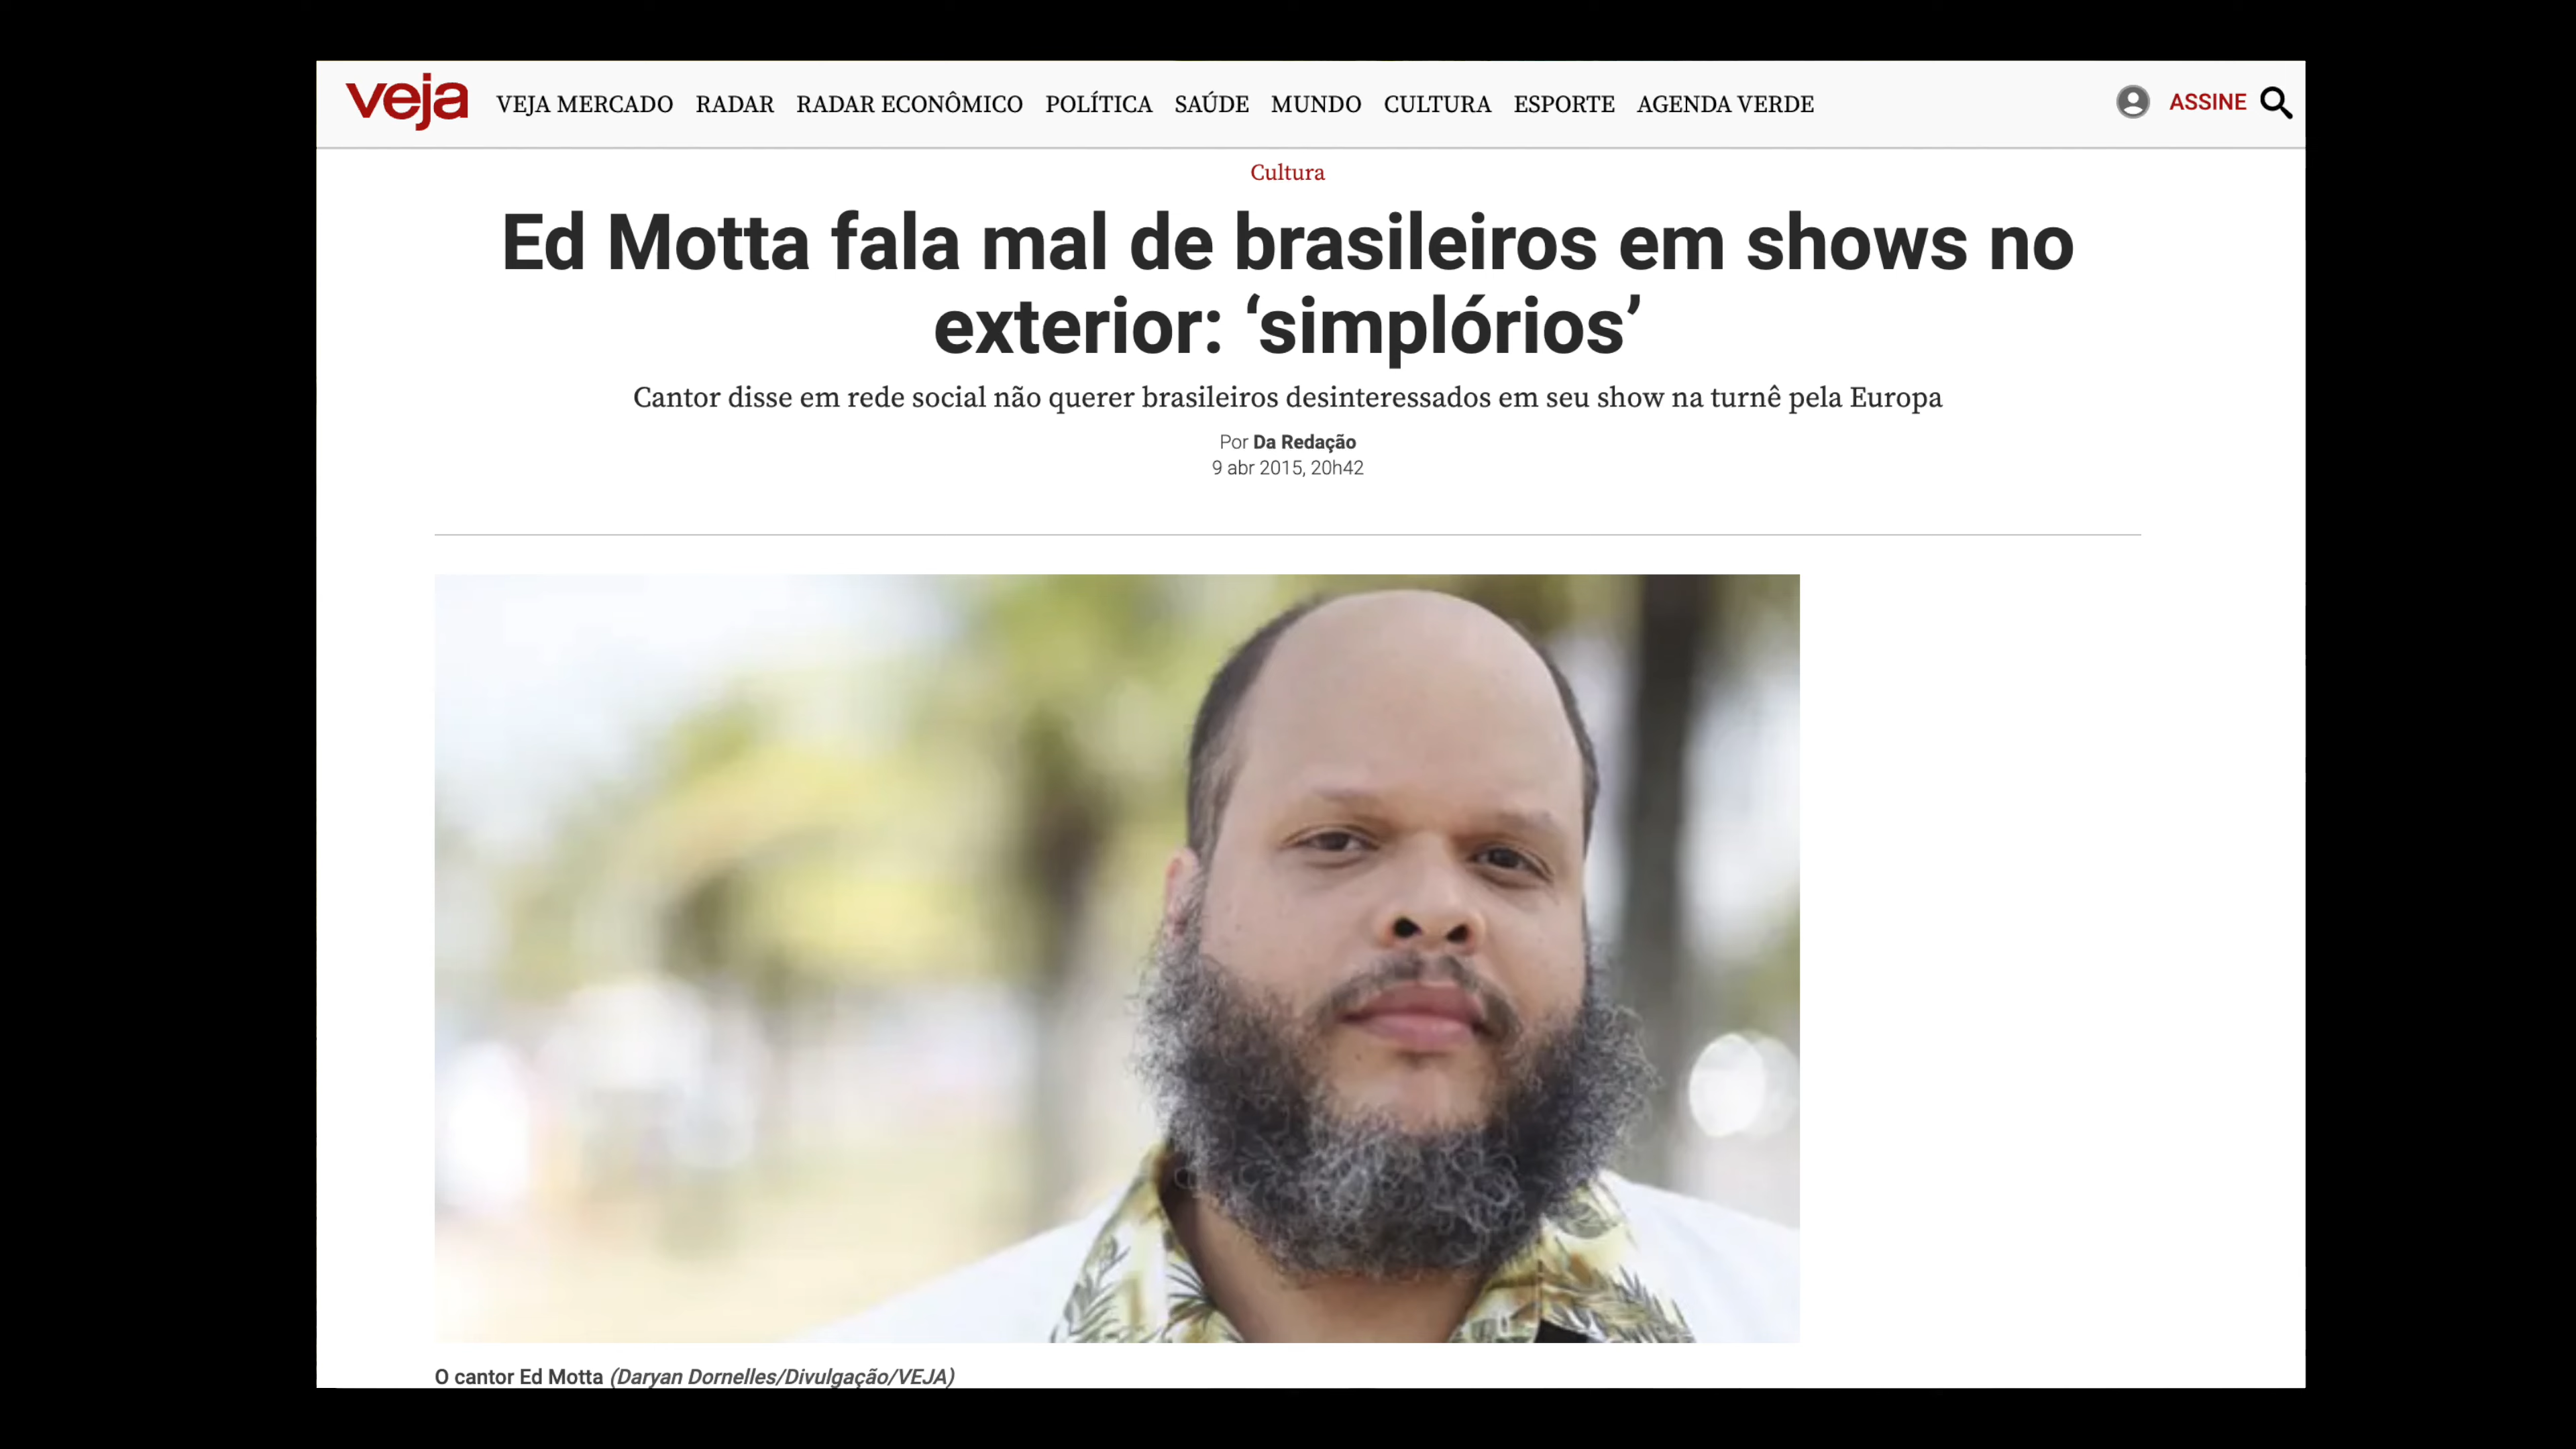 veja VEJA MERCADO RADAR RADAR ECONÔMICO POLÍTICA SAÚDE MUNDO CULTURA ESPORTE AGENDA VERDE ASSINE
Cultura
Ed Motta fala mal de brasileiros em shows no
exterior: ‘simplórios’
Cantor disse em rede social não querer brasileiros desinteressados em seu show na turnê pela Europa
Por Da Redação
9 abr 2015, 20h42
O cantor Ed Motta (Daryan Dornelles/Divulgação/VEJA)